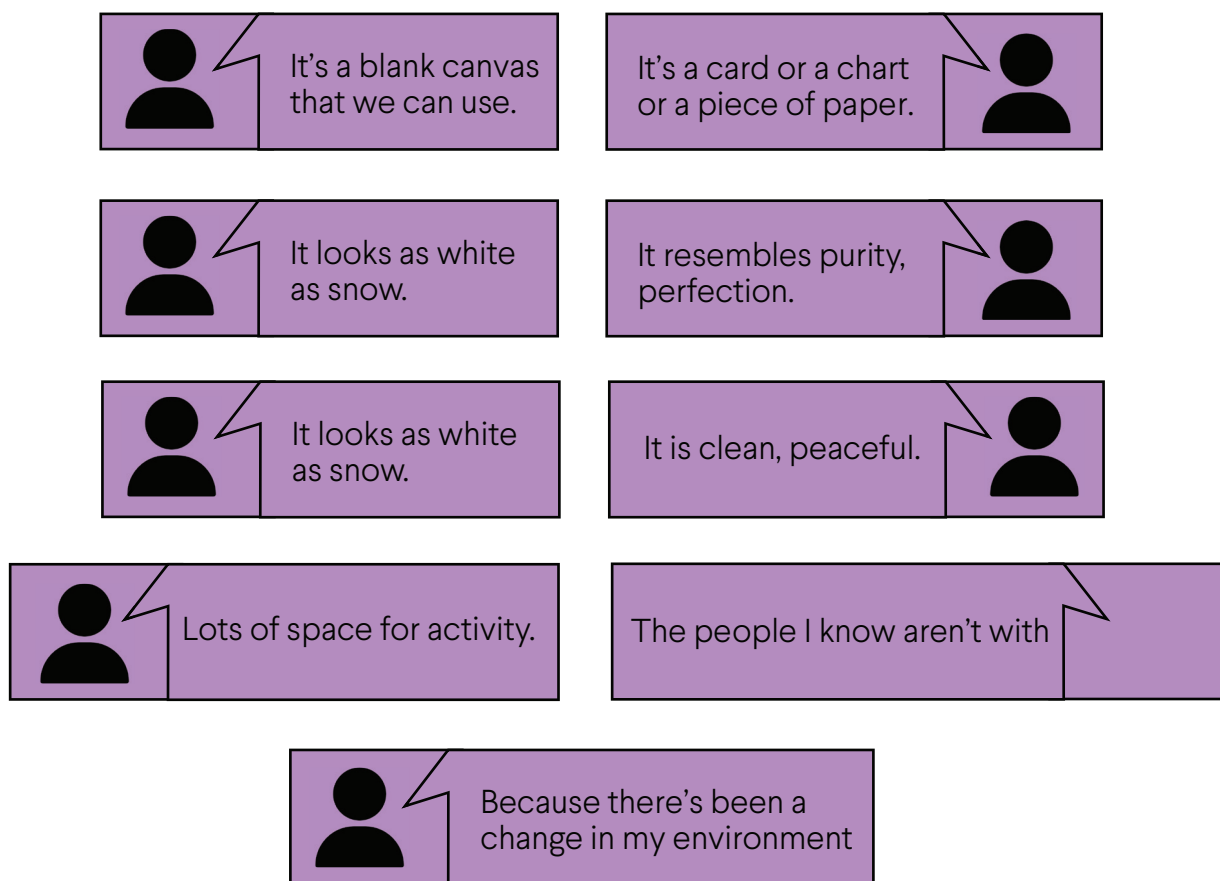 It’s a blank canvas
that we can use.
It’s a card or a chart
or a piece of paper.
It looks as white
as snow.
It resembles purity,
perfection.
It looks as white
as snow.
It is clean, peaceful.
Lots of space for activity.
The people I know aren’t with
Because there’s been a
change in my environment